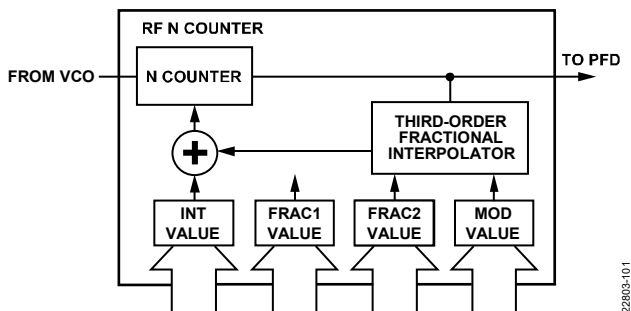 RF N COUNTER
FROM VCO
N COUNTER
TO PFD
THIRD-ORDER
FRACTIONAL
INTERPOLATOR
+
INT
VALUE
FRAC1
VALUE
FRAC2
VALUE
MOD
VALUE
22803-101